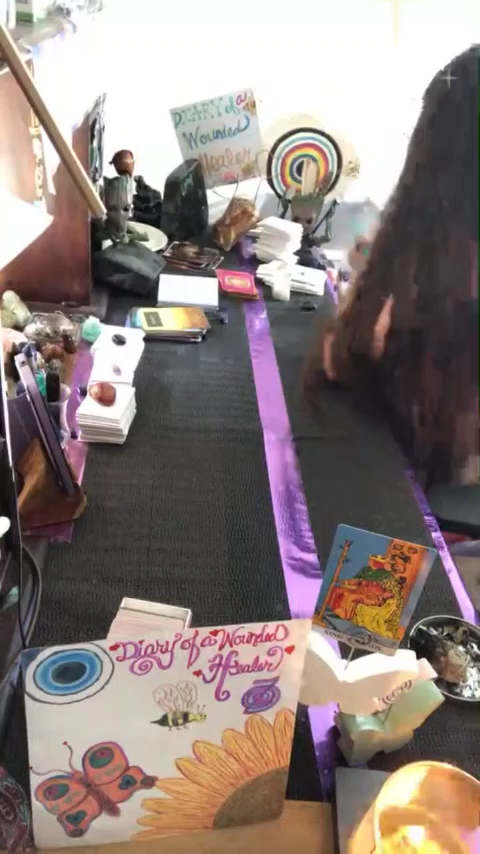 DIARY of a
Wounded
Healer
Diary of a Wounded
Healer